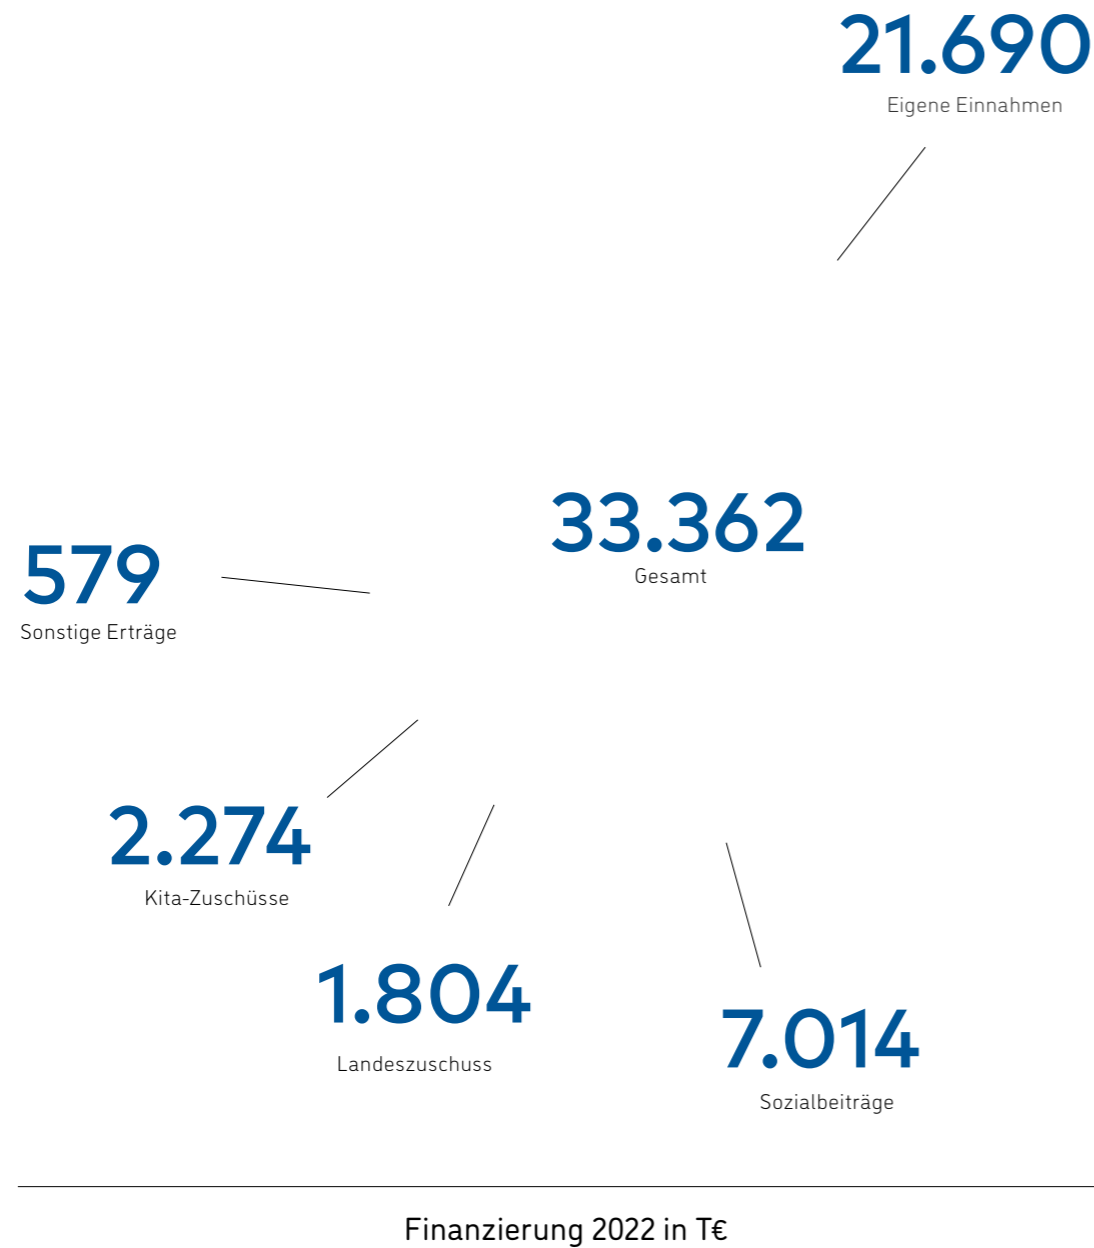 21.690
Eigene Einnahmen
33.362
Gesamt
579
Sonstige Erträge
2.274
Kita-Zuschüsse
1.804
Landeszuschuss
7.014
Sozialbeiträge
Finanzierung 2022 in T€